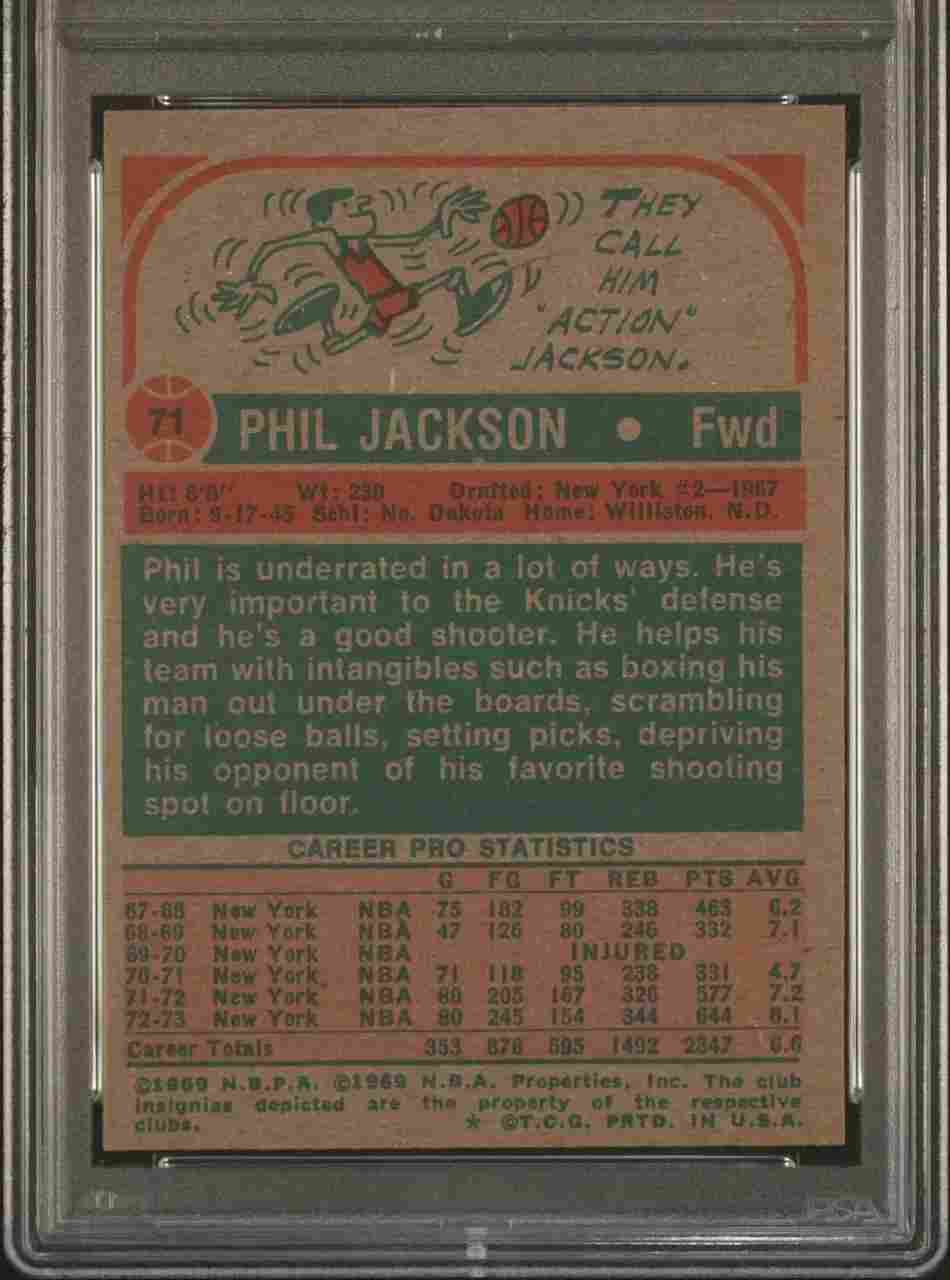 THEY
CALL
HIM
"ACTION"
JACKSON.
71 PHIL JACKSON • Fwd
Ht: 6'8" Wt: 230 Drafted: New York #2—1967
Born: 9-17-45 Schl: No. Dakota Home: Williston, N.D.
Phil is underrated in a lot of ways. He's
very important to the Knicks' defense
and he's a good shooter. He helps his
team with intangibles such as boxing his
man out under the boards, scrambling
for loose balls, setting picks, depriving
his opponent of his favorite shooting
spot on floor.
CAREER PRO STATISTICS
G FG FT REB PTS AVG
67-68 New York NBA 75 182 99 338 463 6.2
68-69 New York NBA 47 126 80 246 332 7.1
69-70 New York NBA INJURED
70-71 New York NBA 71 118 95 238 331 4.7
71-72 New York NBA 80 205 167 326 577 7.2
72-73 New York NBA 80 245 154 344 644 8.1
Career Totals 353 876 595 1492 2347 6.6
©1969 N.B.P.A. ©1969 N.B.A. Properties, Inc. The club
insignias depicted are the property of the respective
clubs. * ©T.C.G. PRTD. IN U.S.A.
PSA